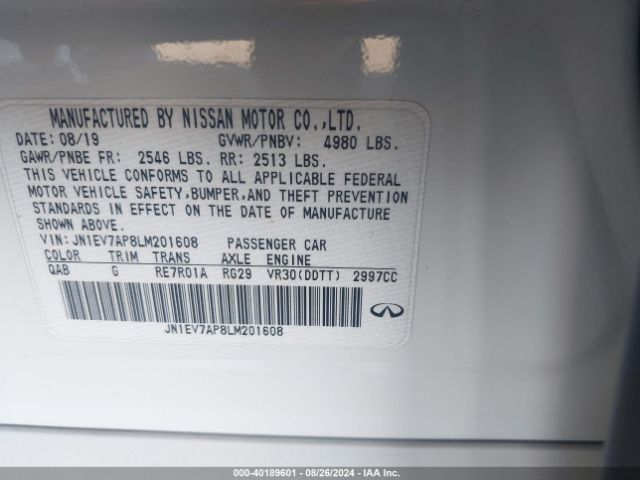 MANUFACTURED BY NISSAN MOTOR CO.,LTD.
DATE: 08/19 GVWR/PNBV: 4980 LBS.
GAWR/PNBE FR: 2546 LBS. RR: 2513 LBS.
THIS VEHICLE CONFORMS TO ALL APPLICABLE FEDERAL
MOTOR VEHICLE SAFETY,BUMPER,AND THEFT PREVENTION
STANDARDS IN EFFECT ON THE DATE OF MANUFACTURE
SHOWN ABOVE.
VIN:JN1EV7AP8LM201608 PASSENGER CAR
COLOR TRIM TRANS AXLE ENGINE
QAB G RE7R01A RG29 VR30(DDTT) 2997CC
JN1EV7AP8LM201608
000-40189601 - 08/26/2024 - IAA Inc.